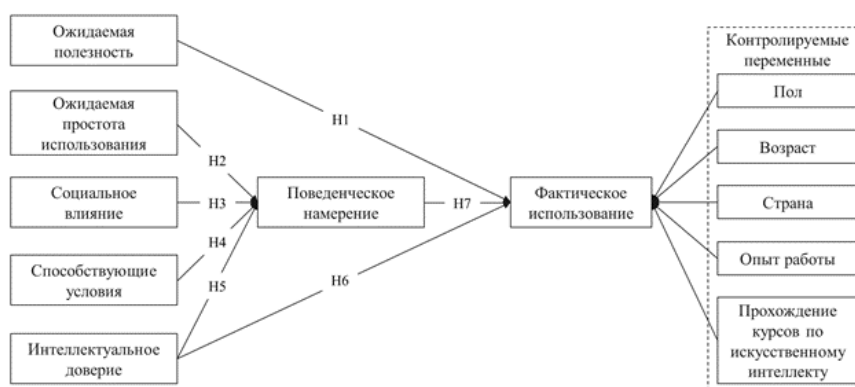 Ожидаемая
полезность
Ожидаемая
простота
использования
Социальное
влияние
Способствующие
условия
Интеллектуальное
доверие
H1
H2
H3
H4
H5
H6
Поведенческое
намерение
H7
Фактическое
использование
Контролируемые
переменные
Пол
Возраст
Страна
Опыт работы
Прохождение
курсов по
искусственному
интеллекту